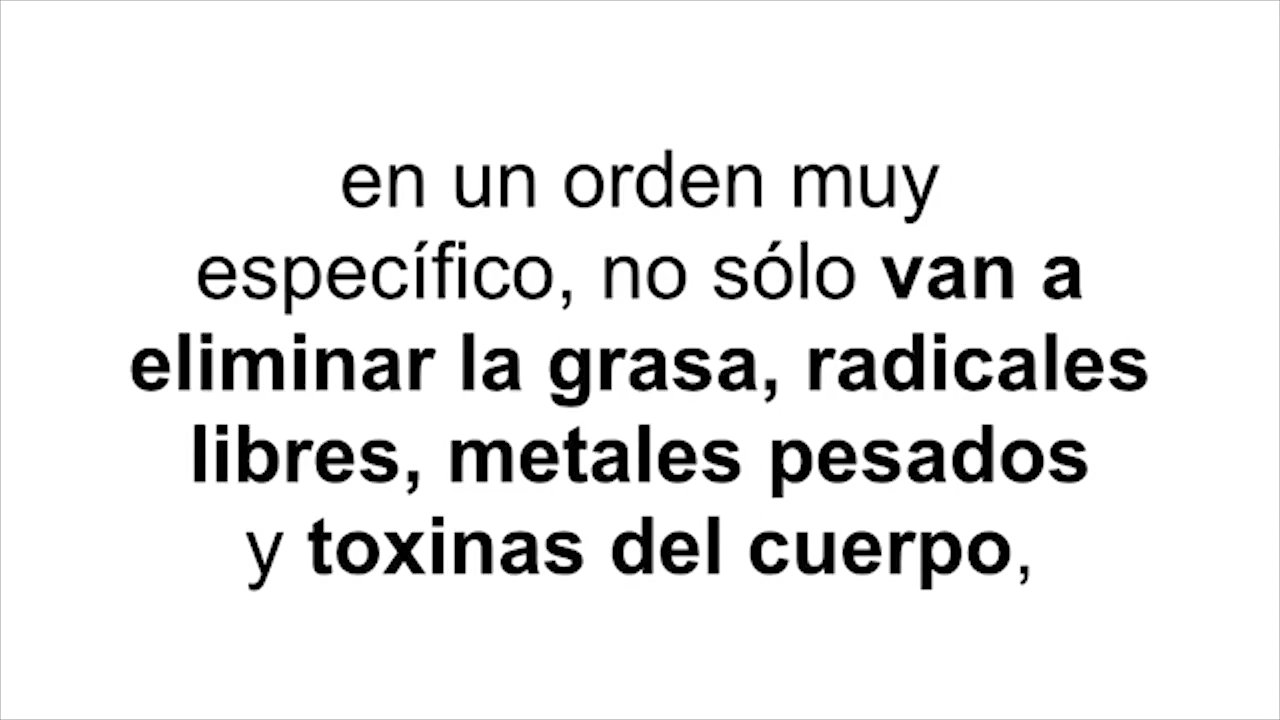 en un orden muy
específico, no sólo van a
eliminar la grasa, radicales
libres, metales pesados
y toxinas del cuerpo,